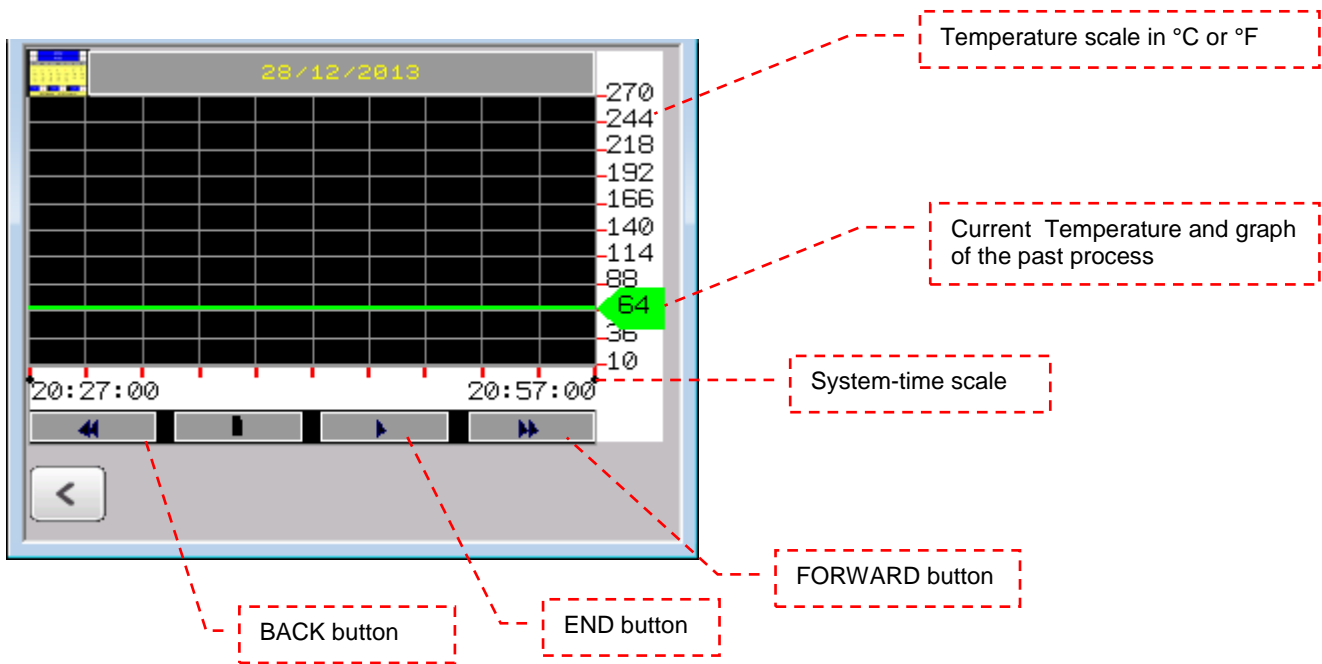 Temperature scale in °C or °F
28/12/2013
270
244
218
192
166
140
114
88
64
36
10
Current Temperature and graph
of the past process
20:27:00 20:57:00
System-time scale
<
FORWARD button
END button
BACK button